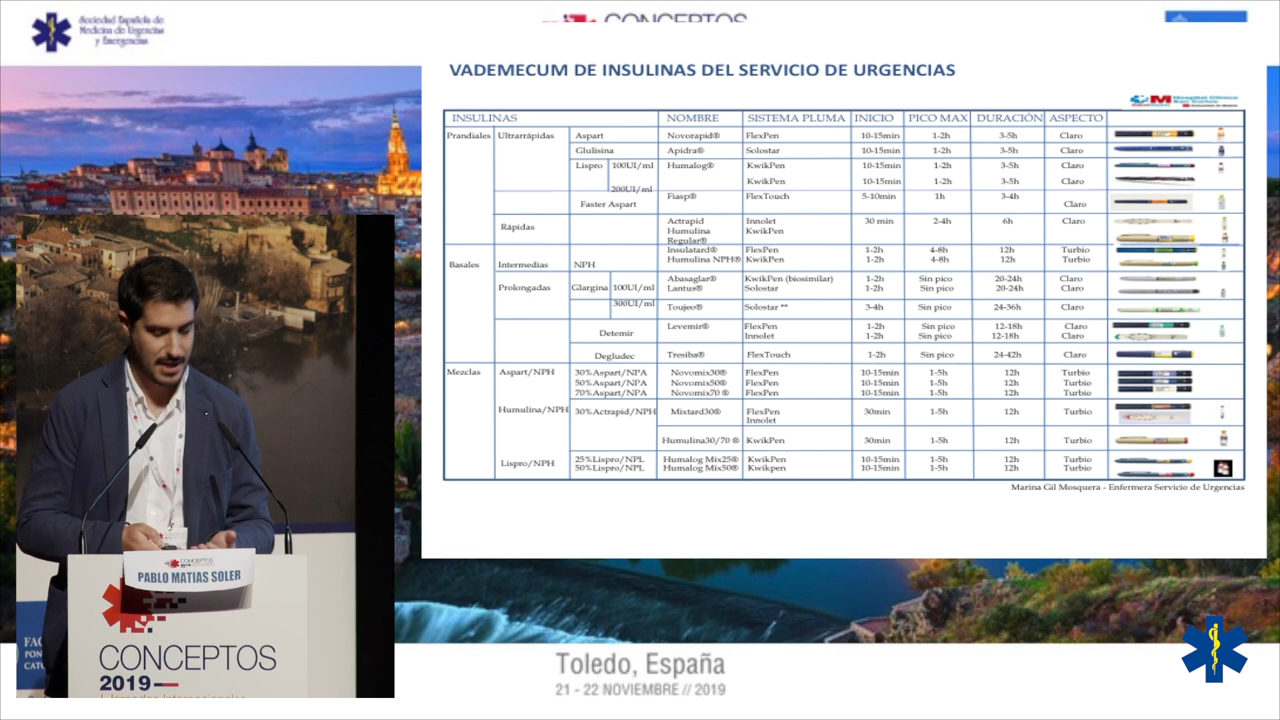 Sociedad Española de
Medicina de Urgencias
y Emergencias
CONCEPTOS
VADEMECUM DE INSULINAS DEL SERVICIO DE URGENCIAS
Hospital Clínico
San Carlos
INSULINAS NOMBRE SISTEMA PLUMA INICIO PICO MAX DURACIÓN ASPECTO
Prandiales Ultrarrápidas Aspart Novorapid® FlexPen 10-15min 1-2h 3-5h Claro
Glulisina Apidra® Solostar 10-15min 1-2h 3-5h Claro
Lispro 100UI/ml Humalog® KwikPen 10-15min 1-2h 3-5h Claro
200UI/ml KwikPen 10-15min 1-2h 3-5h Claro
Faster Aspart Fiasp® FlexTouch 5-10min 1h 3-4h Claro
Rápidas Actrapid Innolet 30 min 2-4h 6h Claro
Humulina KwikPen
Regular®
Insulatard® FlexPen 1-2h 4-8h 12h Turbio
Basales Intermedias NPH Humulina NPH® KwikPen 1-2h 4-8h 12h Turbio
Prolongadas Glargina 100UI/ml Abasaglar® KwikPen (biosimilar) 1-2h Sin pico 20-24h Claro
Lantus® Solostar 1-2h Sin pico 20-24h Claro
300UI/ml Toujeo® Solostar ** 3-4h Sin pico 24-36h Claro
Detemir Levemir® FlexPen 1-2h Sin pico 12-18h Claro
Innolet 1-2h Sin pico 12-18h Claro
Degludec Tresiba® FlexTouch 1-2h Sin pico 24-42h Claro
Mezclas Aspart/NPH 30%Aspart/NPA Novomix30® FlexPen 10-15min 1-5h 12h Turbio
50%Aspart/NPA Novomix50® FlexPen 10-15min 1-5h 12h Turbio
70%Aspart/NPA Novomix70 ® FlexPen 10-15min 1-5h 12h Turbio
Humulina/NPH 30%Actrapid/NPH Mixtard30® FlexPen 30min 1-5h 12h Turbio
Innolet
Humulina30/70 ® KwikPen 30min 1-5h 12h Turbio
Lispro/NPH 25%Lispro/NPL Humalog Mix25® KwikPen 10-15min 1-5h 12h Turbio
50%Lispro/NPL Humalog Mix50® Kwikpen 10-15min 1-5h 12h Turbio
Marina Gil Mosquera - Enfermera Servicio de Urgencias
CONCEPTOS
PABLO MATIAS SOLER
CONCEPTOS
2019
Toledo, España
21 - 22 NOVIEMBRE // 2019